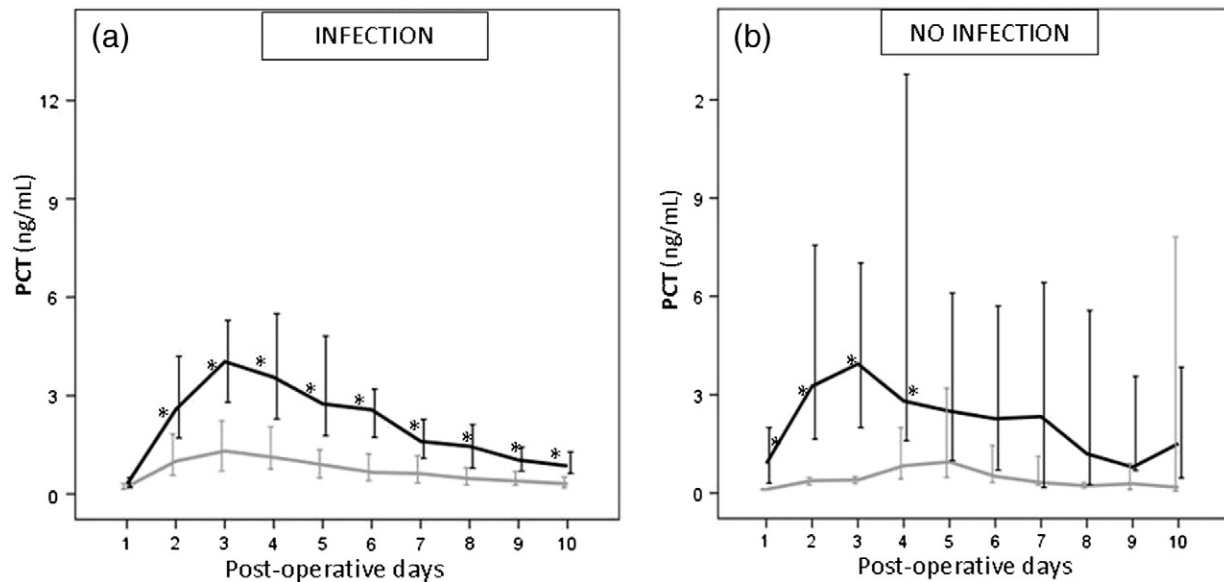 (a) INFECTION
12
9
6
3
0
PCT (ng/mL)
* * * * * * * * *
1 2 3 4 5 6 7 8 9 10
Post-operative days
(b) NO INFECTION
2
9
6
3
0
PCT (ng/mL)
* * * *
1 2 3 4 5 6 7 8 9 10
Post-operative days